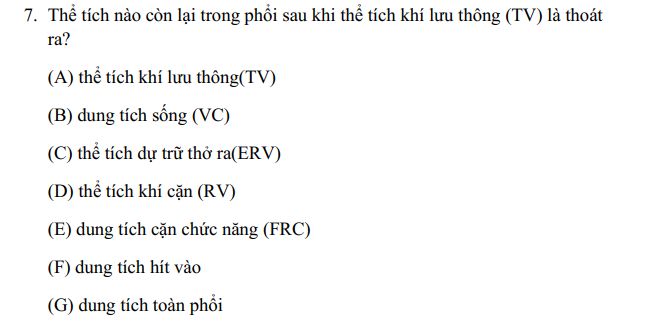 7. Thể tích nào còn lại trong phổi sau khi thể tích khí lưu thông (TV) là thoát
ra?
(A) thể tích khí lưu thông(TV)
(B) dung tích sống (VC)
(C) thể tích dự trữ thở ra(ERV)
(D) thể tích khí cặn (RV)
(E) dung tích cặn chức năng (FRC)
(F) dung tích hít vào
(G) dung tích toàn phổi